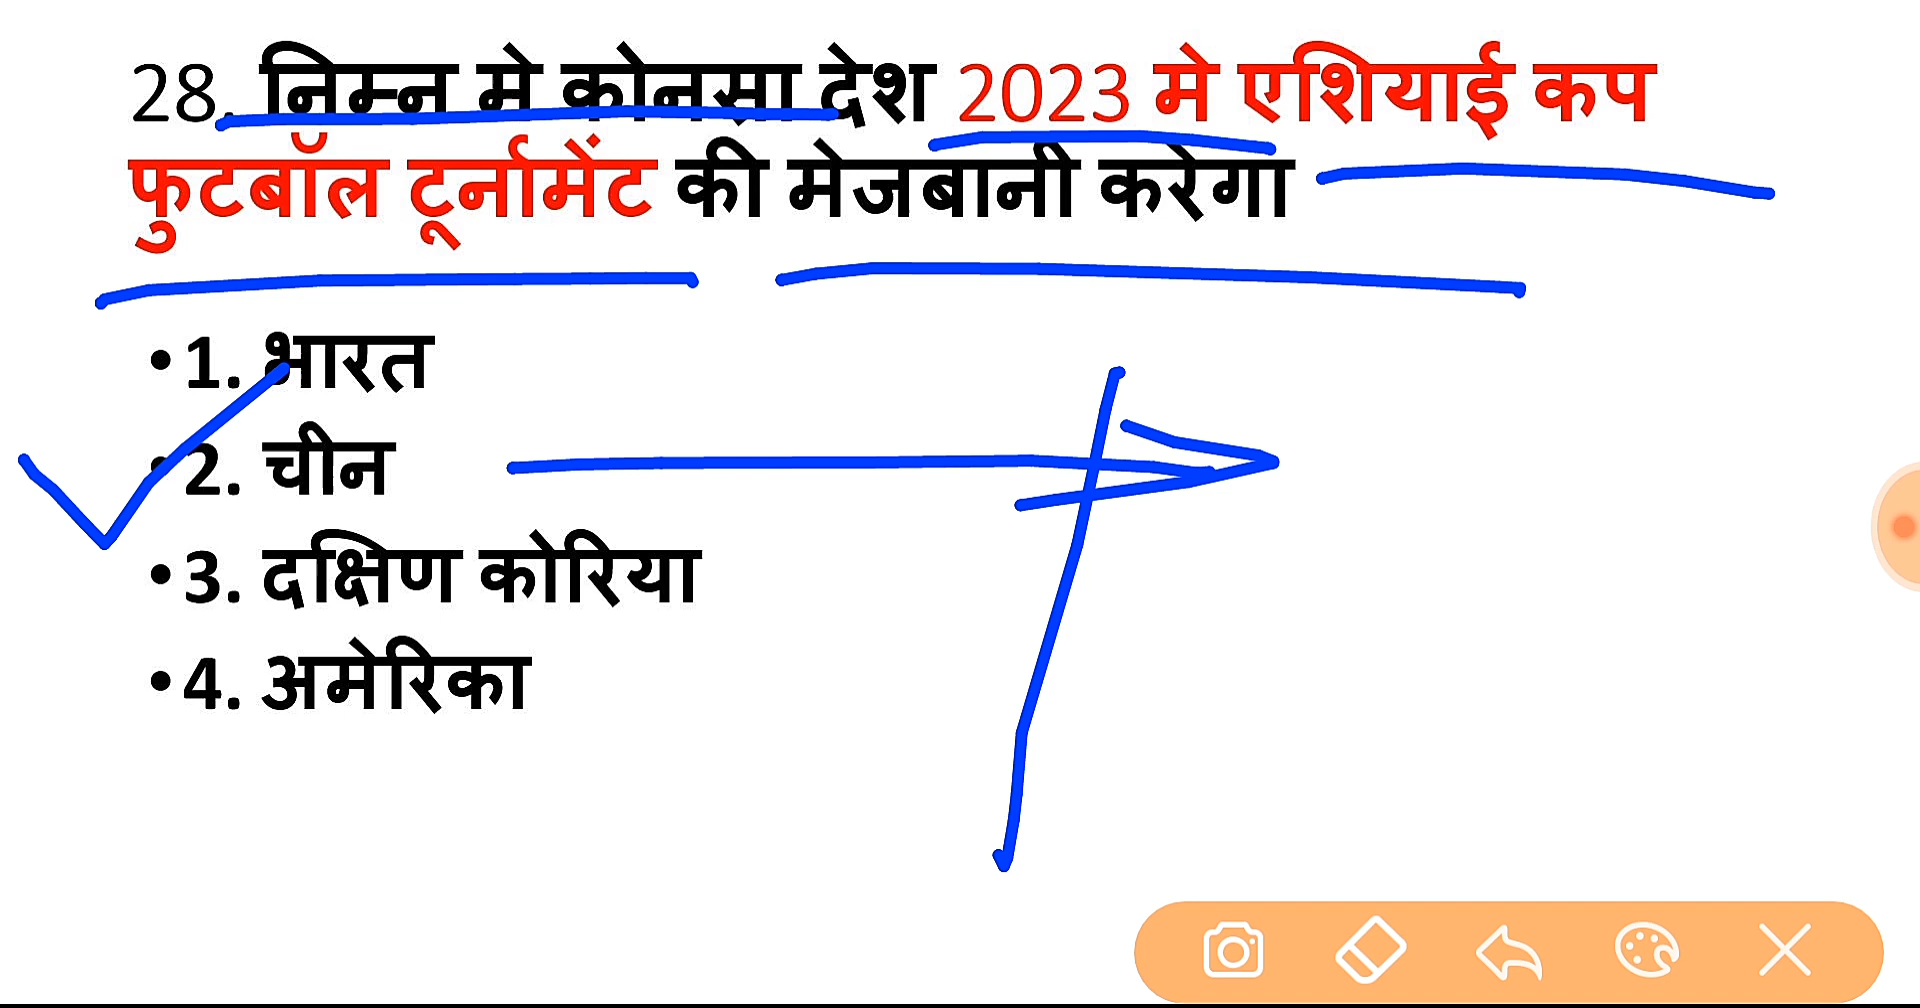 28. निम्न मे कोनसा देश 2023 मे एशियाई कप
फुटबॉल टूर्नामेंट की मेजबानी करेगा
•1. भारत
•2. चीन
•3. दक्षिण कोरिया
•4. अमेरिका